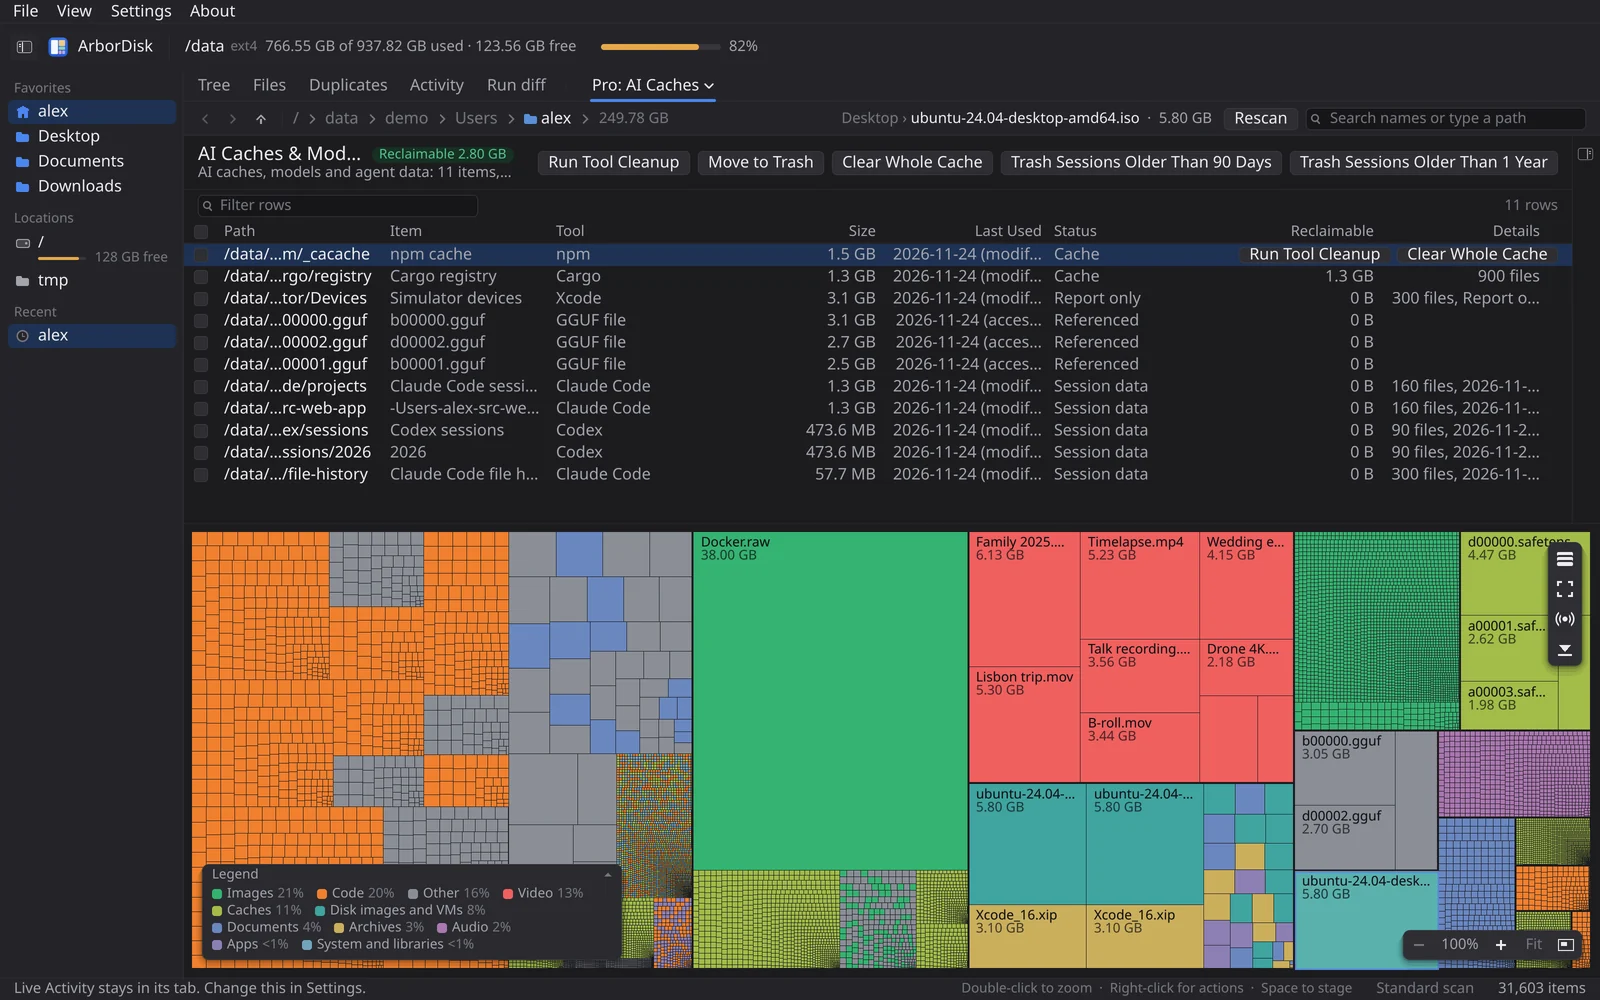 File View Settings About
ArborDisk /data ext4 766.55 GB of 937.82 GB used · 123.56 GB free 82%
Favorites
alex
Desktop
Documents
Downloads
Locations
/
128 GB free
tmp
Recent
alex
Tree Files Duplicates Activity Run diff Pro: AI Caches
/ > data > demo > Users > alex > 249.78 GB Desktop › ubuntu-24.04-desktop-amd64.iso · 5.80 GB Rescan Search names or type a path
AI Caches & Mod... Reclaimable 2.80 GB Run Tool Cleanup Move to Trash Clear Whole Cache Trash Sessions Older Than 90 Days Trash Sessions Older Than 1 Year
AI caches, models and agent data: 11 items,...
Filter rows 11 rows
Path Item Tool Size Last Used Status Reclaimable Details
/data/...m/_cacache npm cache npm 1.5 GB 2026-11-24 (modif... Cache Run Tool Cleanup Clear Whole Cache
/data/...rgo/registry Cargo registry Cargo 1.3 GB 2026-11-24 (modif... Cache 1.3 GB 900 files
/data/...tor/Devices Simulator devices Xcode 3.1 GB 2026-11-24 (modif... Report only 0 B 300 files, Report o...
/data/...00000.gguf b00000.gguf GGUF file 3.1 GB 2026-11-24 (acces... Referenced 0 B
/data/...00002.gguf d00002.gguf GGUF file 2.7 GB 2026-11-24 (acces... Referenced 0 B
/data/...00001.gguf b00001.gguf GGUF file 2.5 GB 2026-11-24 (acces... Referenced 0 B
/data/...de/projects Claude Code sessi... Claude Code 1.3 GB 2026-11-24 (modif... Session data 0 B 160 files, 2026-11-...
/data/...rc-web-app -Users-alex-src-we... Claude Code 1.3 GB 2026-11-24 (modif... Session data 0 B 160 files, 2026-11-...
/data/...ex/sessions Codex sessions Codex 473.6 MB 2026-11-24 (modif... Session data 0 B 90 files, 2026-11-2...
/data/...ssions/2026 2026 Codex 473.6 MB 2026-11-24 (modif... Session data 0 B 90 files, 2026-11-2...
/data/.../file-history Claude Code file h... Claude Code 57.7 MB 2026-11-24 (modif... Session data 0 B 300 files, 2026-11-...
Docker.raw
38.00 GB
Family 2025....
6.13 GB
Timelapse.mp4
5.23 GB
Wedding e...
4.15 GB
Lisbon trip.mov
5.30 GB
Talk recording....
3.56 GB
Drone 4K....
2.18 GB
B-roll.mov
3.44 GB
ubuntu-24.04-...
5.80 GB
ubuntu-24.04-...
5.80 GB
Xcode_16.xip
3.10 GB
Xcode_16.xip
3.10 GB
d00000.safetens
4.47 GB
a00001.saf...
2.62 GB
a00003.saf...
1.98 GB
b00000.gguf
3.05 GB
d00002.gguf
2.70 GB
ubuntu-24.04-desk...
5.80 GB
Legend
Images 21% Code 20% Other 16% Video 13%
Caches 11% Disk images and VMs 8%
Documents 4% Archives 3% Audio 2%
Apps <1% System and libraries <1%
− 100% + Fit
Live Activity stays in its tab. Change this in Settings. Double-click to zoom · Right-click for actions · Space to stage Standard scan 31,603 items